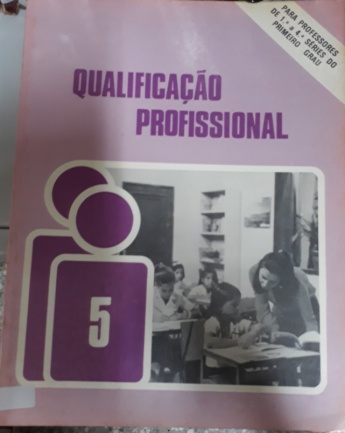 PARA PROFESSORES
DE 1.ª a 4.ª SÉRIES DO
PRIMEIRO GRAU
QUALIFICAÇÃO
PROFISSIONAL
5